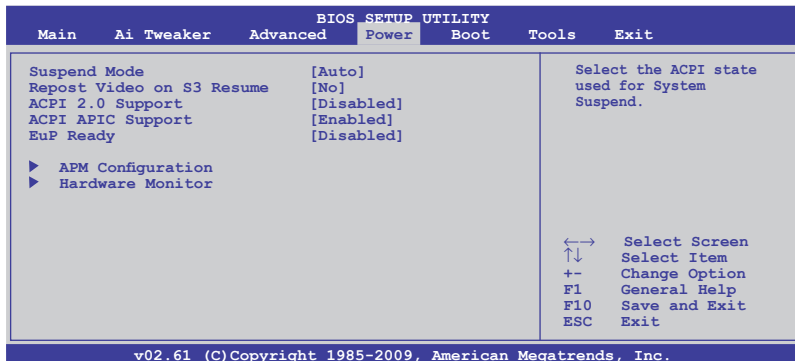 BIOS SETUP UTILITY
Main Ai Tweaker Advanced Power Boot Tools Exit
Suspend Mode [Auto]
Repost Video on S3 Resume [No]
ACPI 2.0 Support [Disabled]
ACPI APIC Support [Enabled]
EuP Ready [Disabled]
▶ APM Configuration
▶ Hardware Monitor
Select the ACPI state
used for System
Suspend.
←→ Select Screen
↑↓ Select Item
+- Change Option
F1 General Help
F10 Save and Exit
ESC Exit
v02.61 (C)Copyright 1985-2009, American Megatrends, Inc.